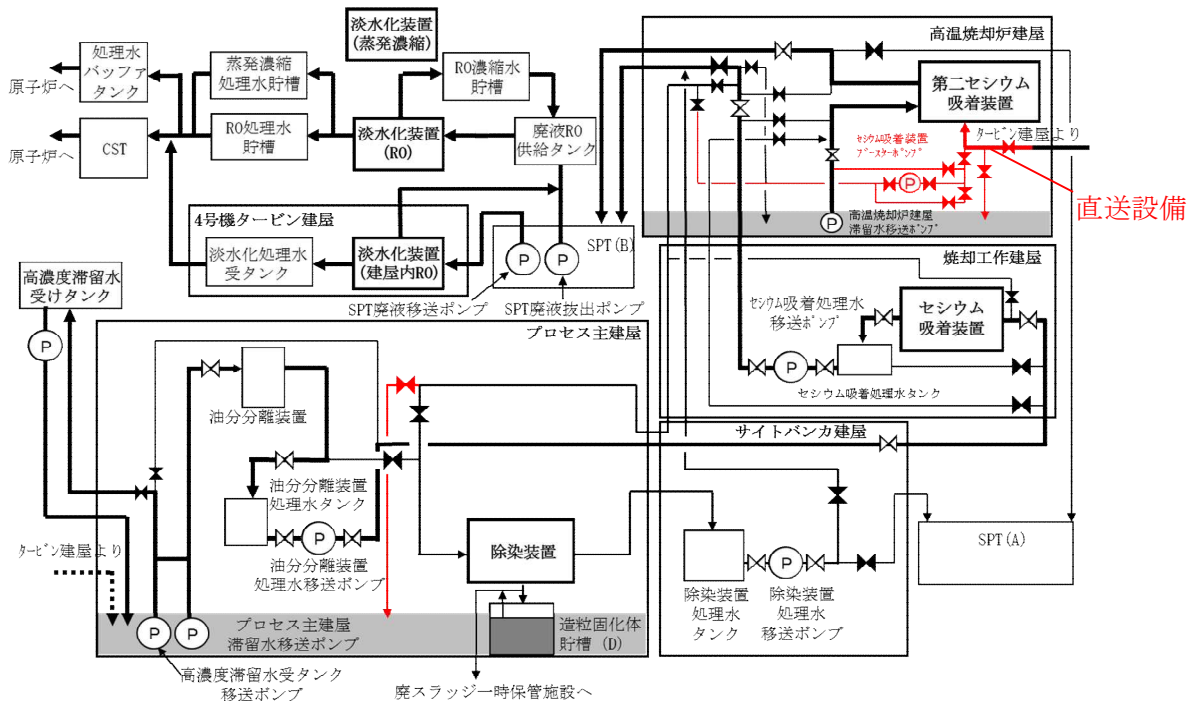 淡水化装置
(蒸発濃縮)
高温焼却炉建屋
処理水
バッファ
タンク
蒸発濃縮
処理水貯槽
RO濃縮水
貯槽
第二セシウム
吸着装置
原子炉へ
CST
RO処理水
貯槽
淡水化装置
(RO)
廃液RO
供給タンク
セシウム吸着装置
ブースターポンプ
タービン建屋より
原子炉へ
P
直送設備
4号機タービン建屋
淡水化処理水
受タンク
淡水化装置
(建屋内RO)
P
P
SPT(B)
P
高温焼却炉建屋
滞留水移送ポンプ
高濃度滞留水
受けタンク
SPT廃液移送ポンプ
SPT廃液抜出ポンプ
焼却工作建屋
セシウム吸着処理水
移送ポンプ
セシウム
吸着装置
P
P
セシウム吸着処理水タンク
プロセス主建屋
油分分離装置
サイトバンカ建屋
油分分離装置
処理水タンク
P
油分分離装置
処理水移送ポンプ
除染装置
P
SPT(A)
タービン建屋より
除染装置
処理水
タンク
除染装置
処理水
移送ポンプ
P
P
プロセス主建屋
滞留水移送ポンプ
造粒固化体
貯槽(D)
高濃度滞留水受タンク
移送ポンプ
廃スラッジ一時保管施設へ